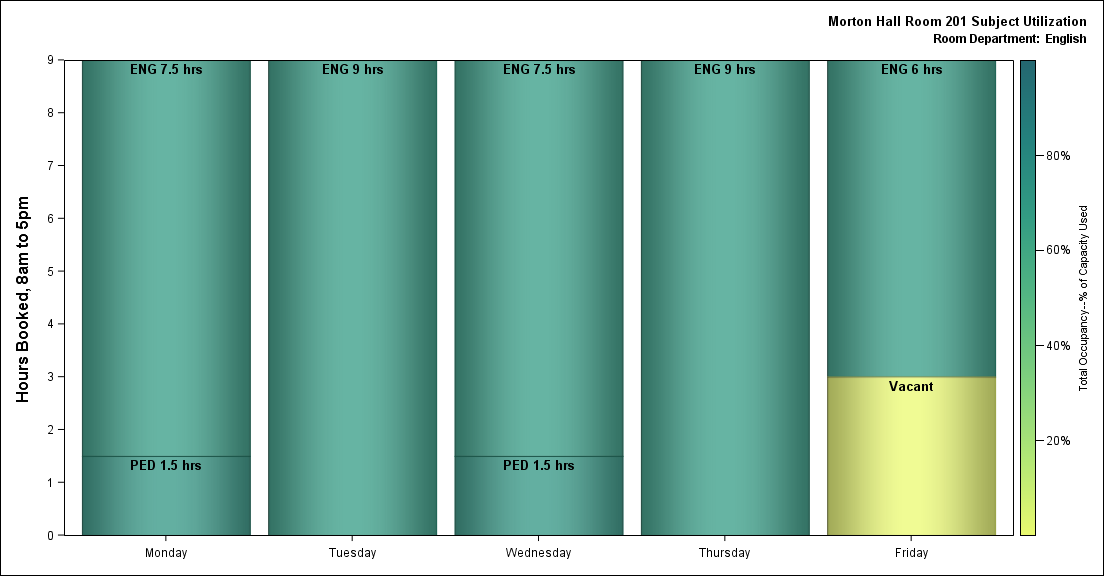 Morton Hall Room 201 Subject Utilization
Room Department: English
Hours Booked, 8am to 5pm
9
8
7
6
5
4
3
2
1
0
ENG 7.5 hrs
PED 1.5 hrs
ENG 9 hrs
ENG 7.5 hrs
PED 1.5 hrs
ENG 9 hrs
ENG 6 hrs
Vacant
Monday
Tuesday
Wednesday
Thursday
Friday
80%
60%
40%
20%
Total Occupancy--% of Capacity Used